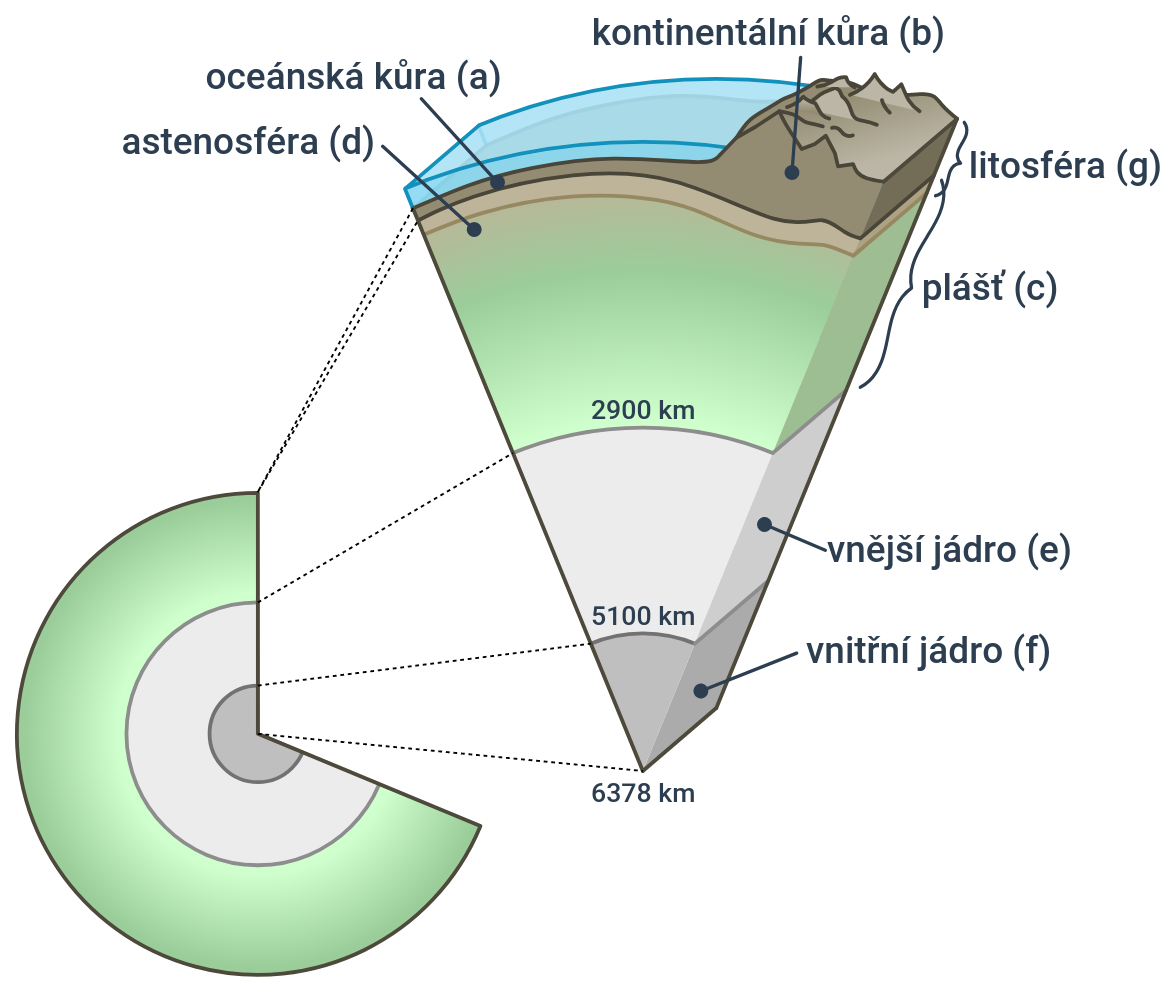 kontinentální kůra (b)
oceánská kůra (a)
astenosféra (d)
litosféra (g)
plášť (c)
2900 km
vnější jádro (e)
5100 km
vnitřní jádro (f)
6378 km